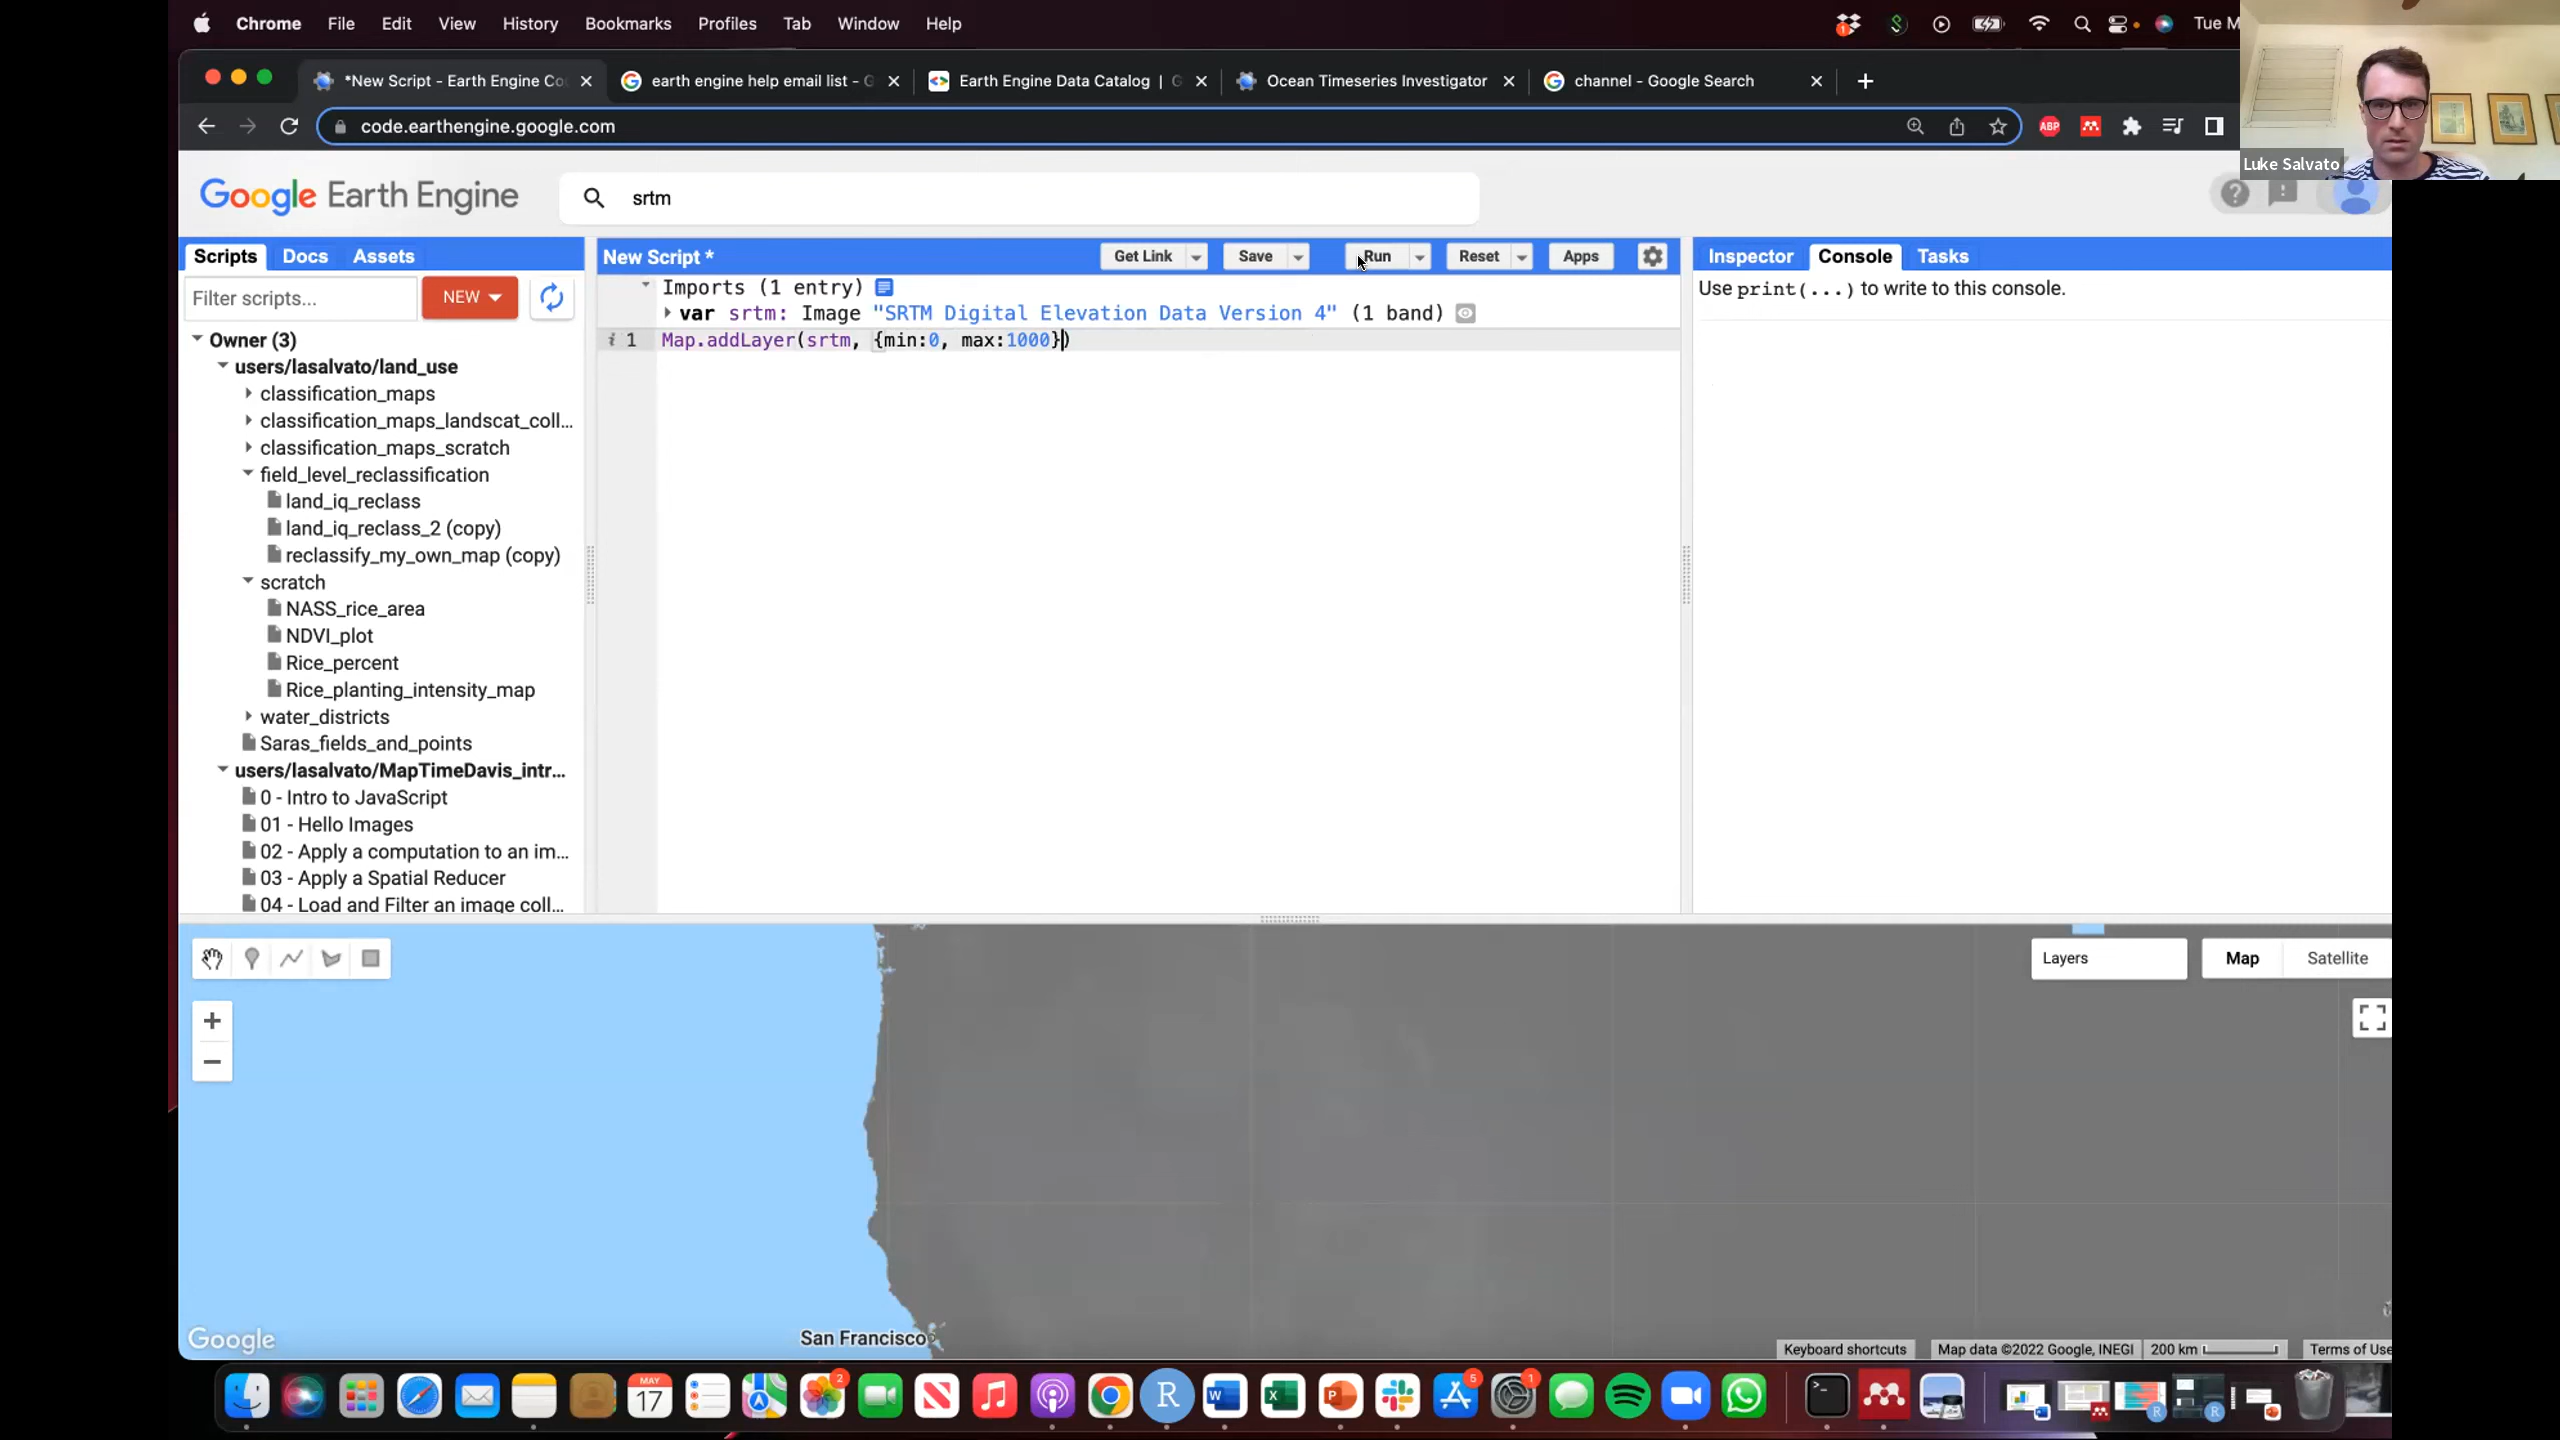 Chrome File Edit View History Bookmarks Profiles Tab Window Help Tue M
*New Script - Earth Engine Co
earth engine help email list - G
Earth Engine Data Catalog | G
Ocean Timeseries Investigator
channel - Google Search
code.earthengine.google.com
ABP
Luke Salvato
Google Earth Engine
srtm
Scripts Docs Assets
New Script *
Get Link Save Run Reset Apps
Inspector Console Tasks
Filter scripts...
NEW
Imports (1 entry)
var srtm: Image "SRTM Digital Elevation Data Version 4" (1 band)
i 1 Map.addLayer(srtm, {min:0, max:1000})
Use print(...) to write to this console.
Owner (3)
users/lasalvato/land_use
classification_maps
classification_maps_landscat_coll...
classification_maps_scratch
field_level_reclassification
land_iq_reclass
land_iq_reclass_2 (copy)
reclassify_my_own_map (copy)
scratch
NASS_rice_area
NDVI_plot
Rice_percent
Rice_planting_intensity_map
water_districts
Saras_fields_and_points
users/lasalvato/MapTimeDavis_intr...
0 - Intro to JavaScript
01 - Hello Images
02 - Apply a computation to an im...
03 - Apply a Spatial Reducer
04 - Load and Filter an image coll...
Layers
Map Satellite
+
−
Google
San Francisco
Keyboard shortcuts
Map data ©2022 Google, INEGI
200 km
Terms of Use
MAY
17
2
R
W
X
P
5
1